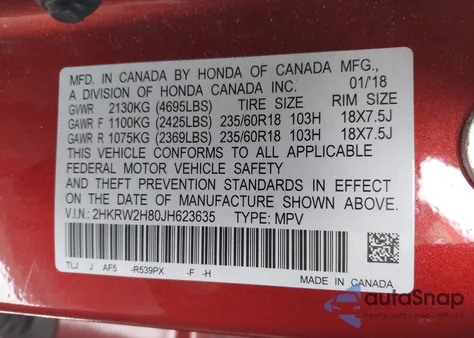 MFD. IN CANADA BY HONDA OF CANADA MFG.,
A DIVISION OF HONDA CANADA INC. 01/18
GVWR 2130KG (4695LBS) TIRE SIZE RIM SIZE
GAWR F 1100KG (2425LBS) 235/60R18 103H 18X7.5J
GAWR R 1075KG (2369LBS) 235/60R18 103H 18X7.5J
THIS VEHICLE CONFORMS TO ALL APPLICABLE
FEDERAL MOTOR VEHICLE SAFETY
AND THEFT PREVENTION STANDARDS IN EFFECT
ON THE DATE OF MANUFACTURE SHOWN ABOVE.
V.I.N.: 2HKRW2H80JH623635 TYPE: MPV
TLJ J AF5 -R539PX -F -H
MADE IN CANADA
autoSnap